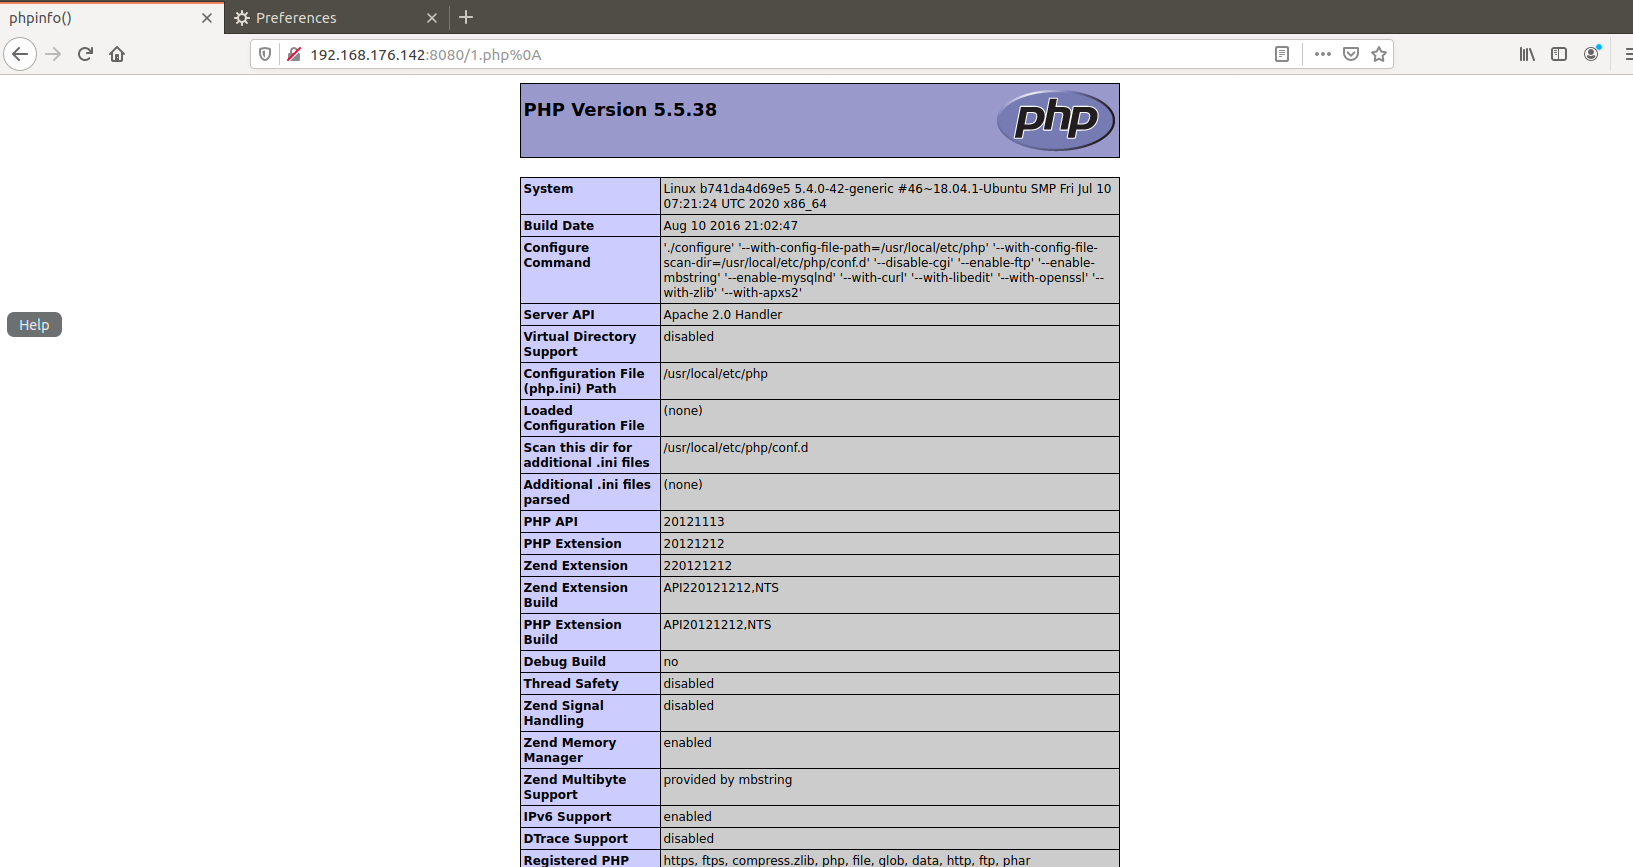 phpinfo()
Preferences
192.168.176.142:8080/1.php%0A
PHP Version 5.5.38
php
System
Linux b741da4d69e5 5.4.0-42-generic #46~18.04.1-Ubuntu SMP Fri Jul 10
07:21:24 UTC 2020 x86_64
Build Date
Aug 10 2016 21:02:47
Configure
Command
'./configure' '--with-config-file-path=/usr/local/etc/php' '--with-config-file-
scan-dir=/usr/local/etc/php/conf.d' '--disable-cgi' '--enable-ftp' '--enable-
mbstring' '--enable-mysqlnd' '--with-curl' '--with-libedit' '--with-openssl' '--
with-zlib' '--with-apxs2'
Server API
Apache 2.0 Handler
Help
Virtual Directory
Support
disabled
Configuration File
(php.ini) Path
/usr/local/etc/php
Loaded
Configuration File
(none)
Scan this dir for
additional .ini files
/usr/local/etc/php/conf.d
Additional .ini files
parsed
(none)
PHP API
20121113
PHP Extension
20121212
Zend Extension
220121212
Zend Extension
Build
API220121212,NTS
PHP Extension
Build
API20121212,NTS
Debug Build
no
Thread Safety
disabled
Zend Signal
Handling
disabled
Zend Memory
Manager
enabled
Zend Multibyte
Support
provided by mbstring
IPv6 Support
enabled
DTrace Support
disabled
Registered PHP
https, ftps, compress.zlib, php, file, glob, data, http, ftp, phar